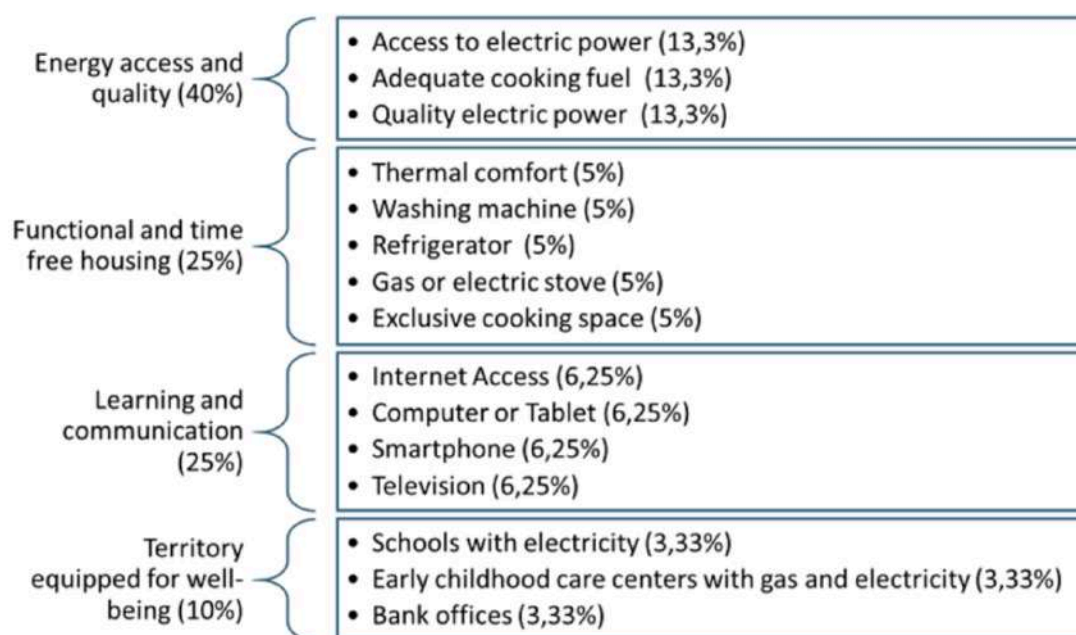 Energy access and
quality (40%)
• Access to electric power (13,3%)
• Adequate cooking fuel (13,3%)
• Quality electric power (13,3%)
Functional and time
free housing (25%)
• Thermal comfort (5%)
• Washing machine (5%)
• Refrigerator (5%)
• Gas or electric stove (5%)
• Exclusive cooking space (5%)
Learning and
communication
(25%)
• Internet Access (6,25%)
• Computer or Tablet (6,25%)
• Smartphone (6,25%)
• Television (6,25%)
Territory
equipped for well-
being (10%)
• Schools with electricity (3,33%)
• Early childhood care centers with gas and electricity (3,33%)
• Bank offices (3,33%)